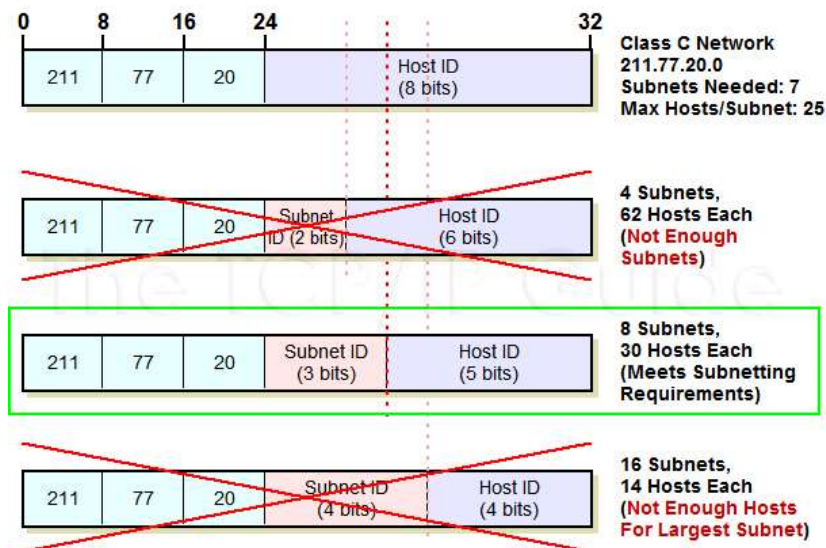 0 8 16 24 32
211 77 20 Host ID
(8 bits)
Class C Network
211.77.20.0
Subnets Needed: 7
Max Hosts/Subnet: 25
211 77 20 Subnet
ID (2 bits)
Host ID
(6 bits)
4 Subnets,
62 Hosts Each
(Not Enough
Subnets)
The TCP/IP Guide
211 77 20 Subnet ID
(3 bits)
Host ID
(5 bits)
8 Subnets,
30 Hosts Each
(Meets Subnetting
Requirements)
211 77 20 Subnet ID
(4 bits)
Host ID
(4 bits)
16 Subnets,
14 Hosts Each
(Not Enough Hosts
For Largest Subnet)